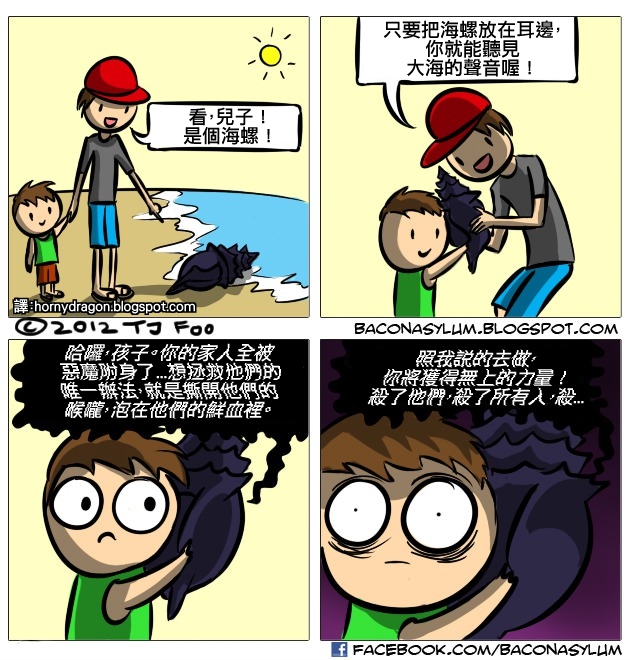 看，兒子！
是個海螺！
譯:hornydragon.blogspot.com
©2012 TJ FOO
只要把海螺放在耳邊，
你就能聽見
大海的聲音喔！
BACONASYLUM.BLOGSPOT.COM
哈囉，孩子。你的家人全被
惡魔附身了...想拯救他們的
唯一辦法，就是撕開他們的
喉嚨，泡在他們的鮮血裡。
照我說的去做，
你將獲得無上的力量！
殺了他們，殺了所有人，殺...
f FACEBOOK.COM/BACONASYLUM